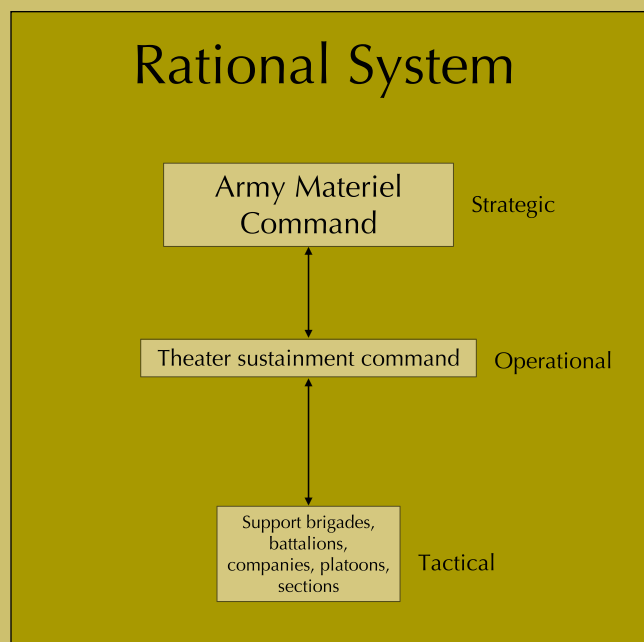 Rational System
Army Materiel
Command
Strategic
Theater sustainment command
Operational
Support brigades,
battalions,
companies, platoons,
sections
Tactical